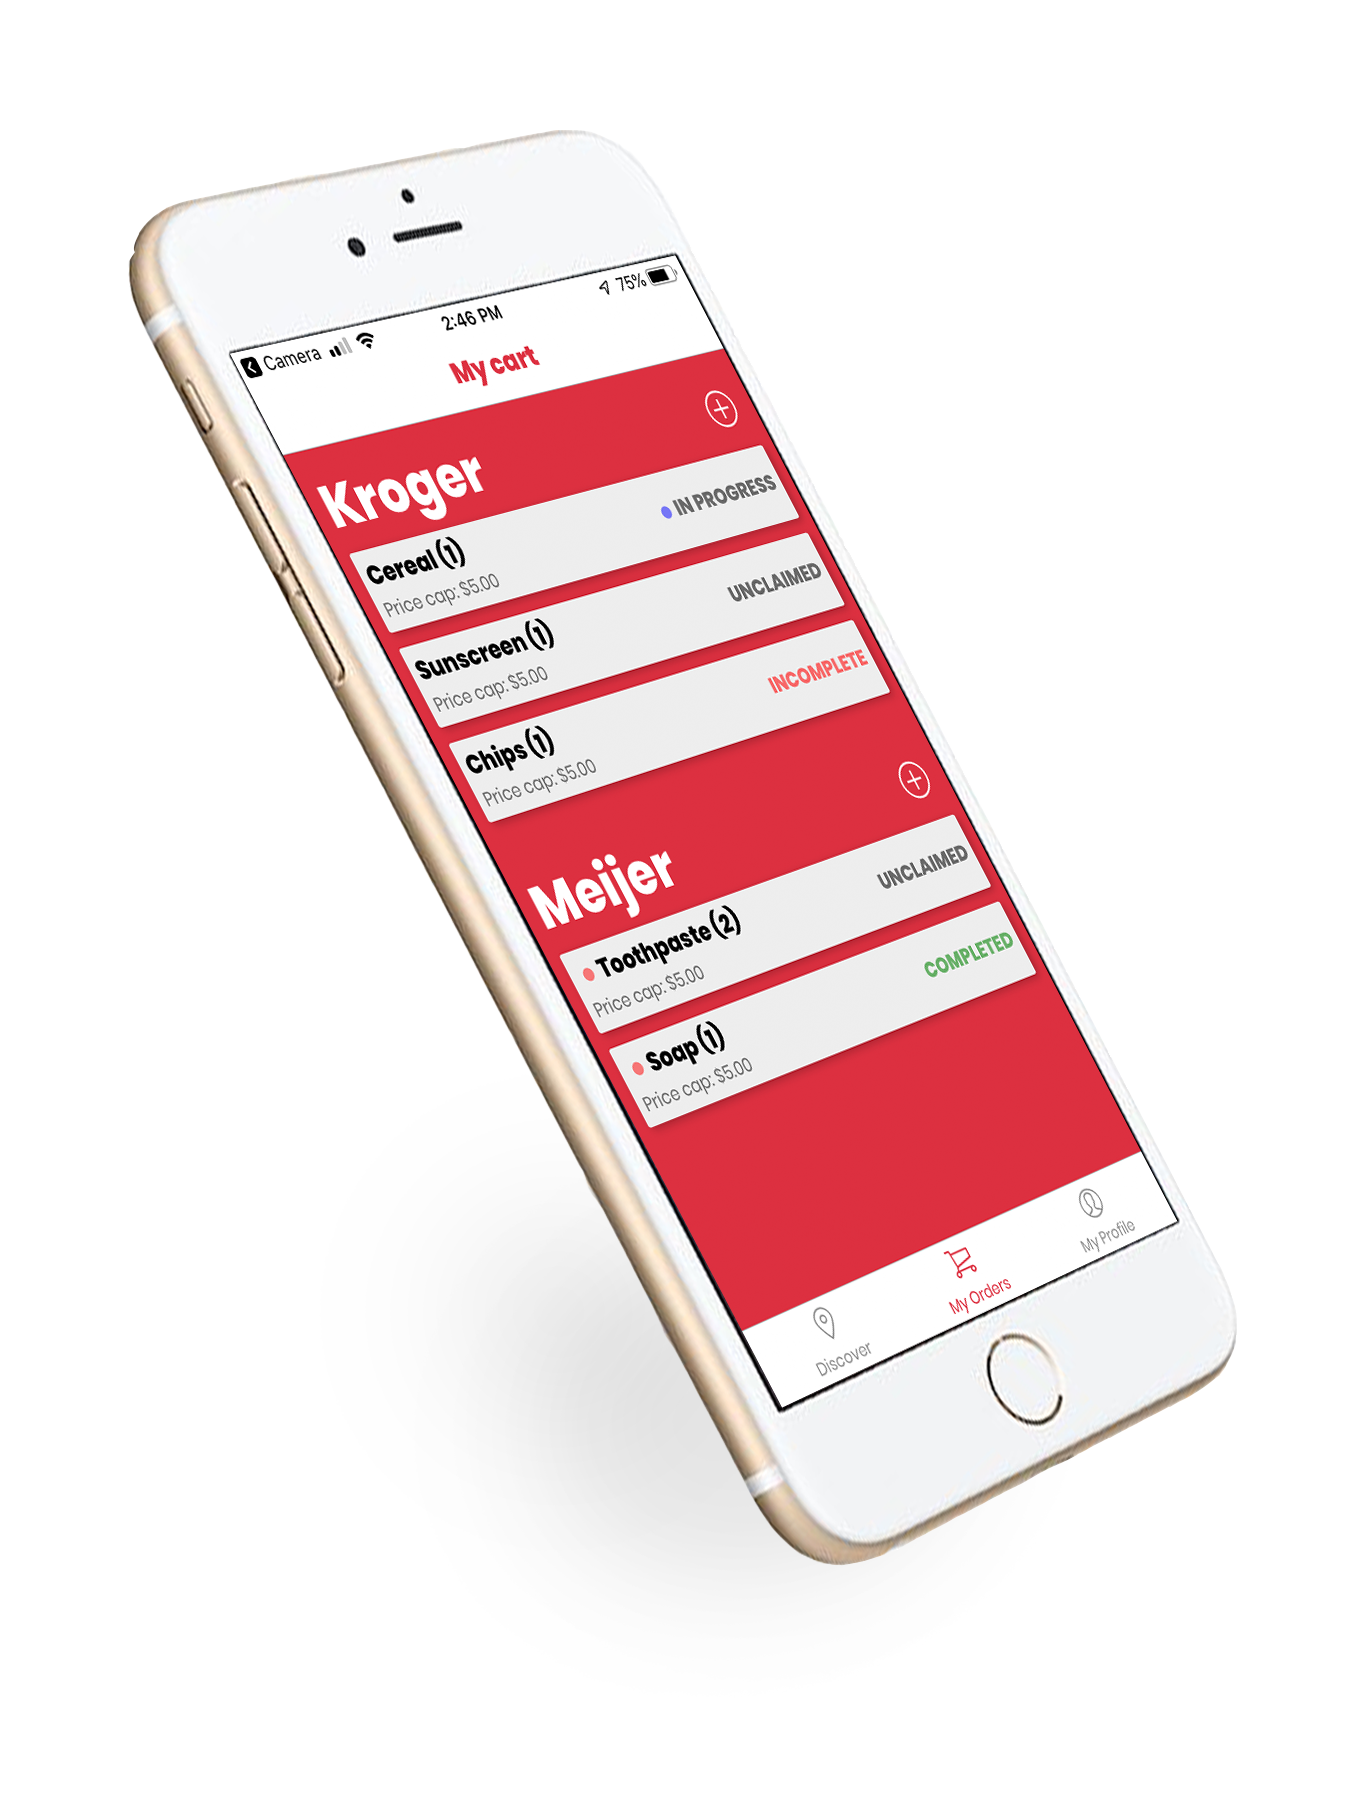 Camera 2:46 PM 75%
My cart
Kroger
Cereal (1) IN PROGRESS
Price cap: $5.00
Sunscreen (1) UNCLAIMED
Price cap: $5.00
Chips (1) INCOMPLETE
Price cap: $5.00
Meijer
Toothpaste (2) UNCLAIMED
Price cap: $5.00
Soap (1) COMPLETED
Price cap: $5.00
Discover My Orders My Profile